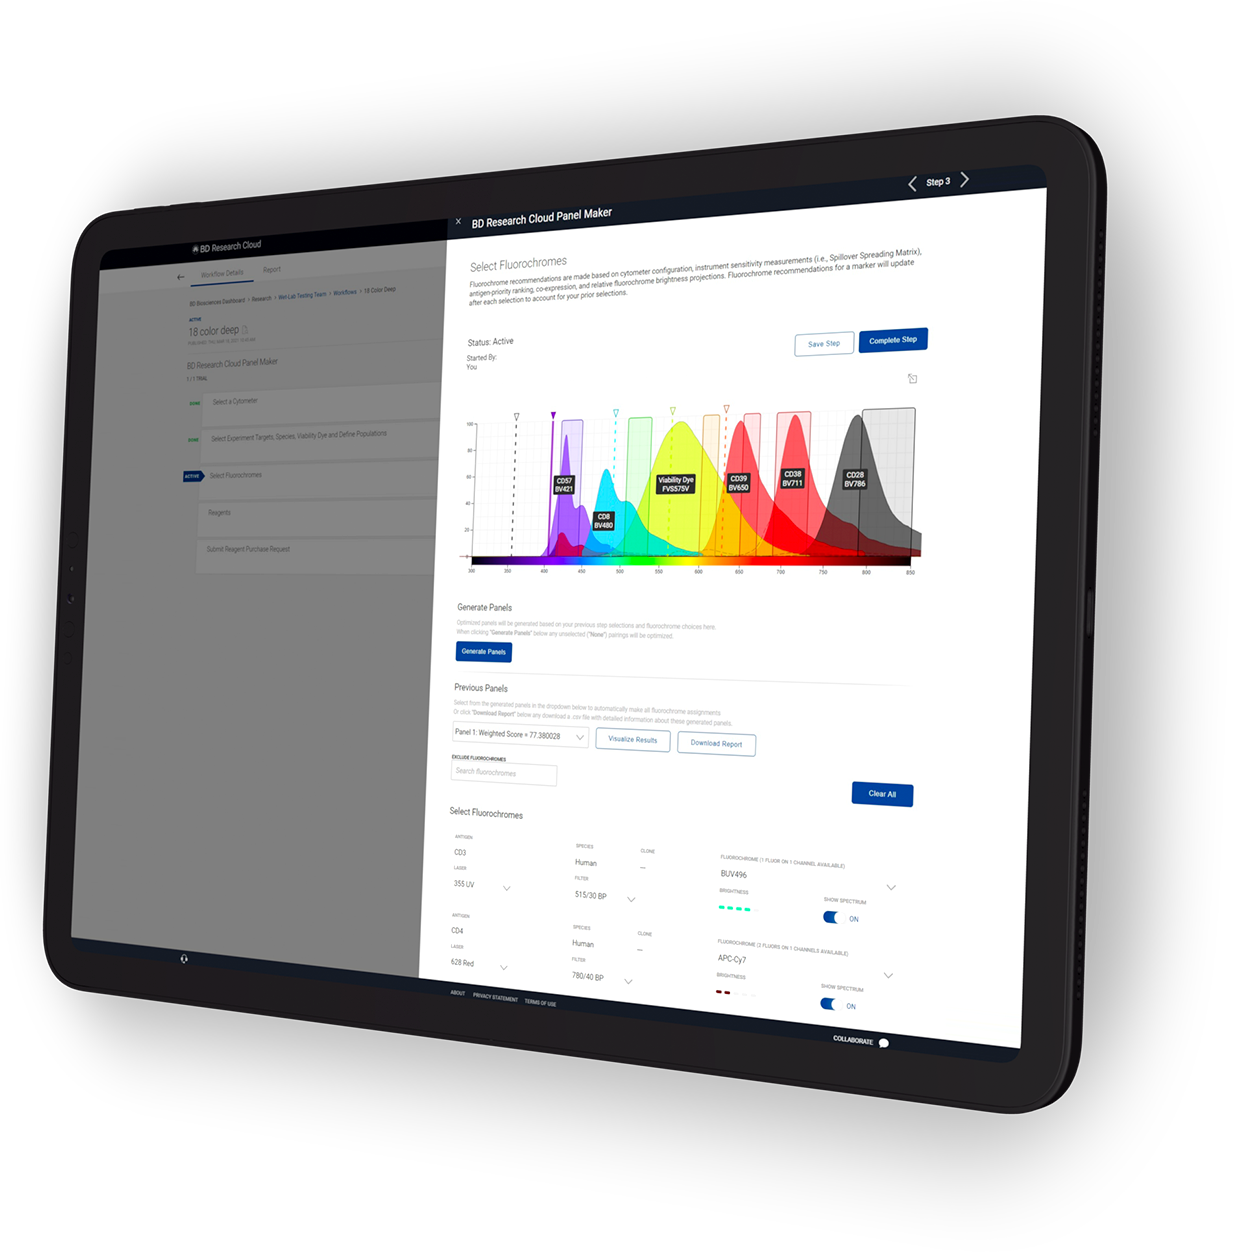 BD Research Cloud
Workflow Details Report
BD Biosciences Dashboard > Research > Wet-Lab Testing Team > Workflows > 18 Color Deep
ACTIVE
18 color deep
BD Research Cloud Panel Maker
1 / 1 TRIAL
DONE Select a Cytometer
DONE Select Experiment Targets, Species, Viability Dye and Define Populations
ACTIVE Select Fluorochromes
Reagents
Submit Reagent Purchase Request
× BD Research Cloud Panel Maker
Step 3
Select Fluorochromes
Fluorochrome recommendations are made based on cytometer configuration, instrument sensitivity measurements (i.e., Spillover Spreading Matrix),
antigen-priority ranking, co-expression, and relative fluorochrome brightness projections. Fluorochrome recommendations for a marker will update
after each selection to account for your prior selections.
Status: Active
Started By:
You
Save Step
Complete Step
100
80
60
40
20
0
CD57
BV421
CD8
BV480
Viability Dye
FVS575V
CD39
BV650
CD38
BV711
CD28
BV786
300 350 400 450 500 550 600 650 700 750 800 850
Generate Panels
Optimized panels will be generated based on your previous step selections and fluorochrome choices here.
When clicking "Generate Panels" below any unselected ("None") pairings will be optimized.
Generate Panels
Previous Panels
Select from the generated panels in the dropdown below to automatically make all fluorochrome assignments
Or click "Download Report" below any download a .csv file with detailed information about these generated panels.
Panel 1: Weighted Score = 77.380028
Visualize Results
Download Report
EXCLUDE FLUOROCHROMES
Search fluorochromes
Clear All
Select Fluorochromes
ANTIGEN
CD3
SPECIES
Human
CLONE
—
FLUOROCHROME (1 FLUOR ON 1 CHANNEL AVAILABLE)
BUV496
LASER
355 UV
FILTER
515/30 BP
BRIGHTNESS
SHOW SPECTRUM
ON
ANTIGEN
CD4
SPECIES
Human
CLONE
—
FLUOROCHROME (2 FLUORS ON 1 CHANNELS AVAILABLE)
APC-Cy7
LASER
628 Red
FILTER
780/40 BP
BRIGHTNESS
SHOW SPECTRUM
ON
ABOUT PRIVACY STATEMENT TERMS OF USE
COLLABORATE